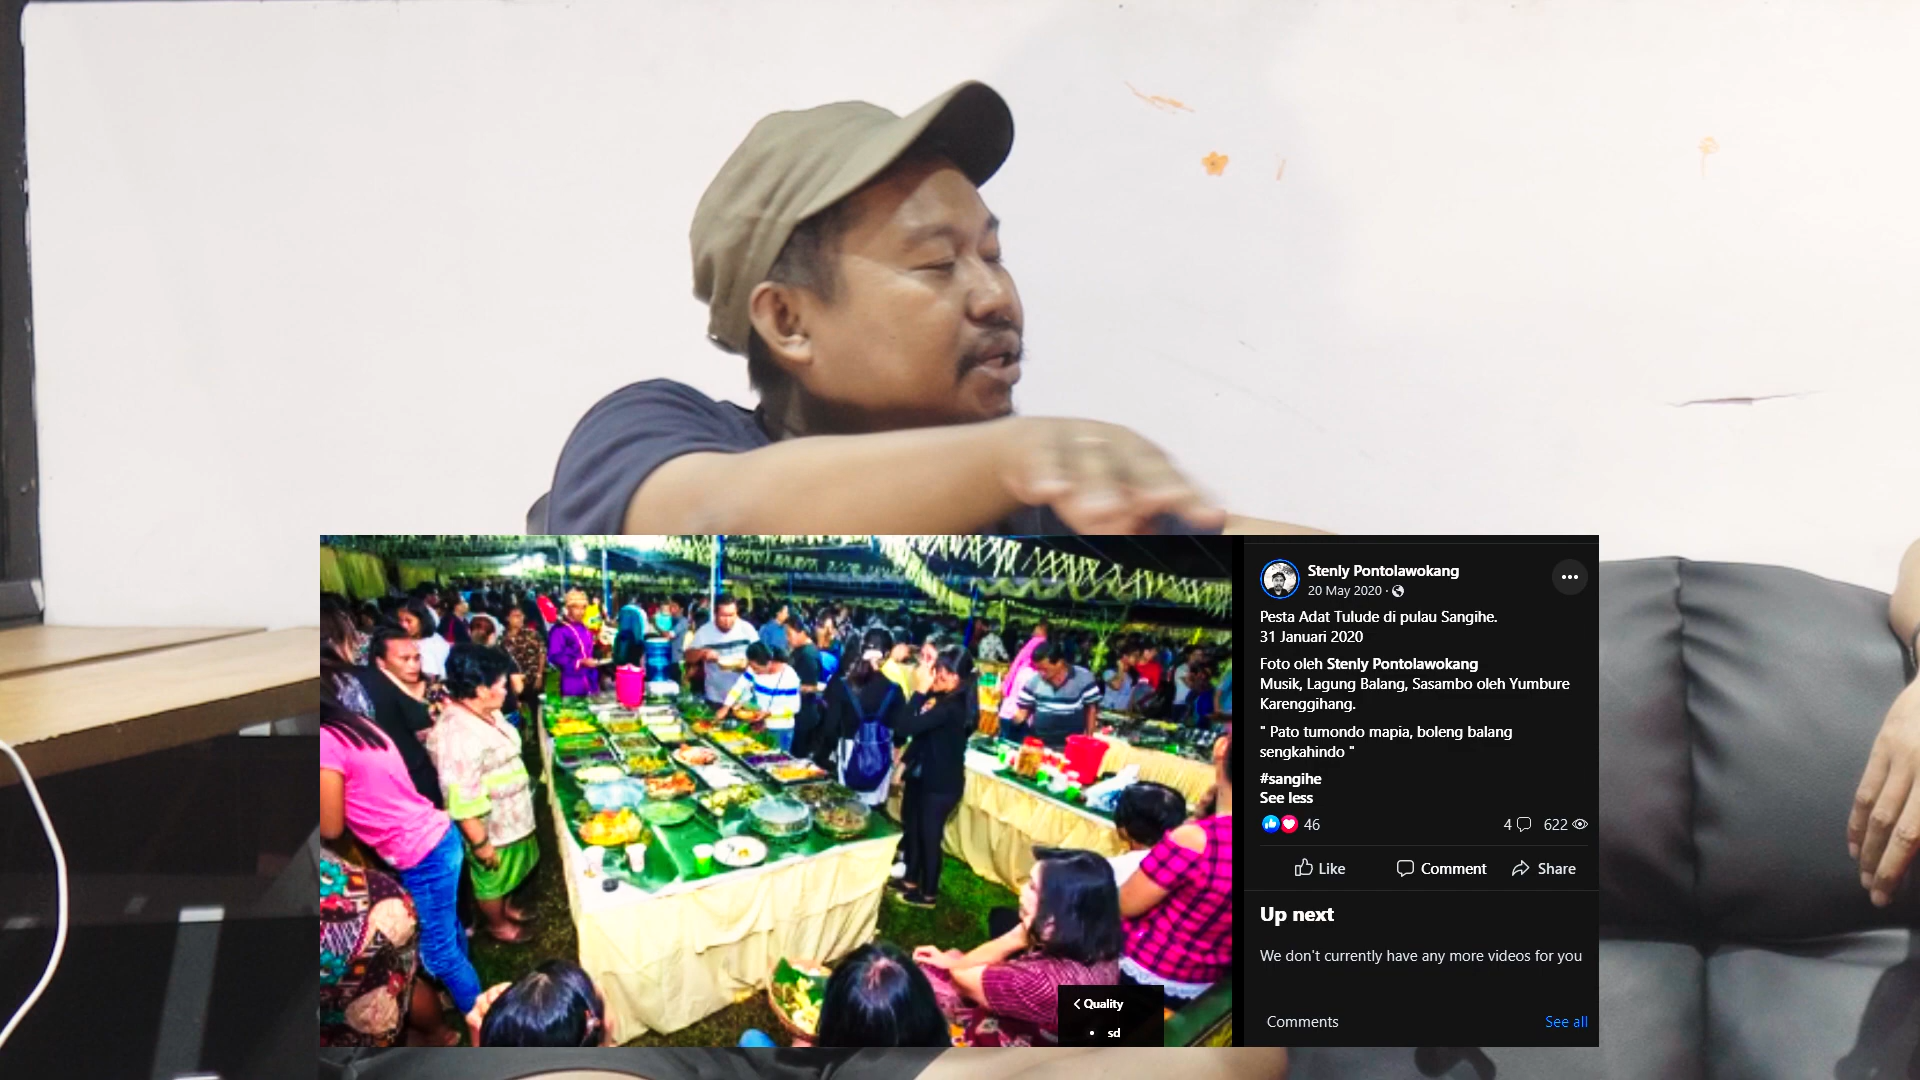 Stenly Pontolawokang
20 May 2020 ·
Pesta Adat Tulude di pulau Sangihe.
31 Januari 2020
Foto oleh Stenly Pontolawokang
Musik, Lagung Balang, Sasambo oleh Yumbure
Karenggihang.
" Pato tumondo mapia, boleng balang
sengkahindo "
#sangihe
See less
46
4
622
Like
Comment
Share
Up next
We don't currently have any more videos for you
Comments
See all
Quality
sd